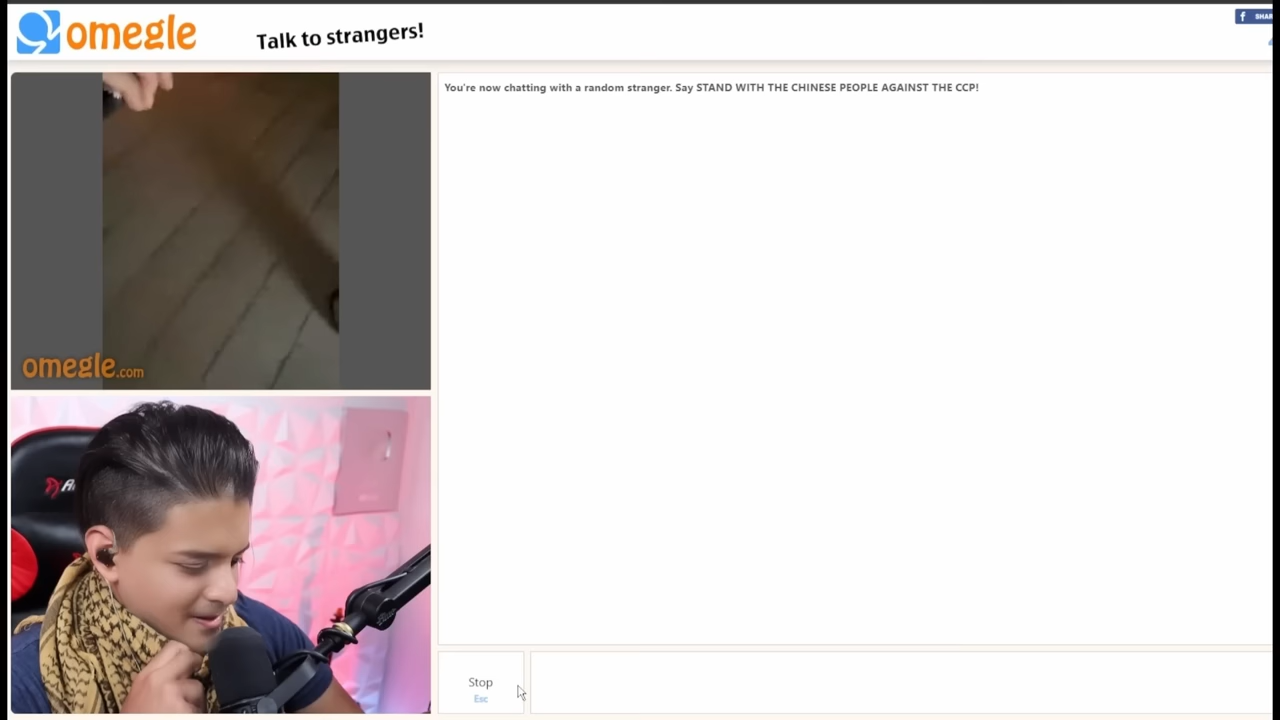 omegle
Talk to strangers!
SHAR
You're now chatting with a random stranger. Say STAND WITH THE CHINESE PEOPLE AGAINST THE CCP!
omegle.com
Stop
Esc